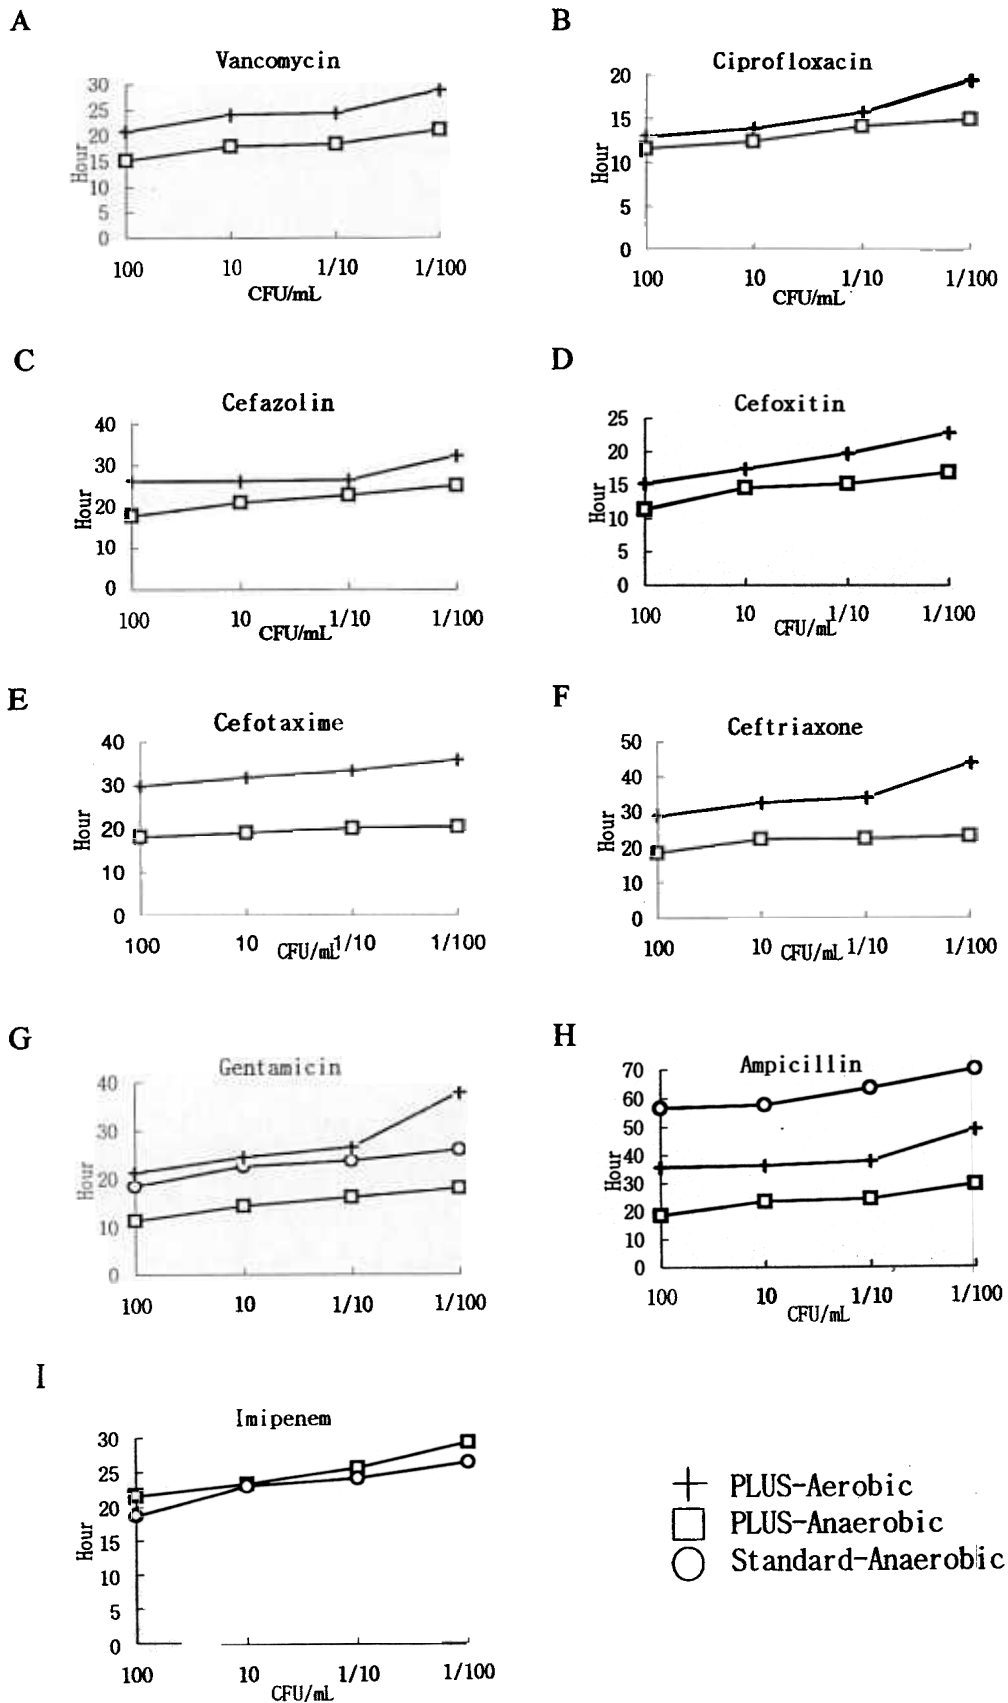 A
Vancomycin
30
25
20
15
10
5
0
Hour
100 10 1/10 1/100
CFU/mL
B
Ciprofloxacin
20
15
10
5
0
Hour
100 10 1/10 1/100
CFU/mL
C
Cefazolin
40
30
20
10
0
Hour
100 10 1/10 1/100
CFU/mL
D
Cefoxitin
25
20
15
10
5
0
Hour
100 10 1/10 1/100
CFU/mL
E
Cefotaxime
40
30
20
10
0
Hour
100 10 CFU/mL 1/10 1/100
F
Ceftriaxone
50
40
30
20
10
0
Hour
100 10 CFU/mL 1/10 1/100
G
Gentamicin
40
30
20
10
0
Hour
100 10 1/10 1/100
H
Ampicillin
70
60
50
40
30
20
10
0
Hour
100 10 1/10 1/100
CFU/mL
I
Imipenem
30
25
20
15
10
5
0
Hour
100 10 1/10 1/100
CFU/mL
PLUS-Aerobic
PLUS-Anaerobic
Standard-Anaerobic